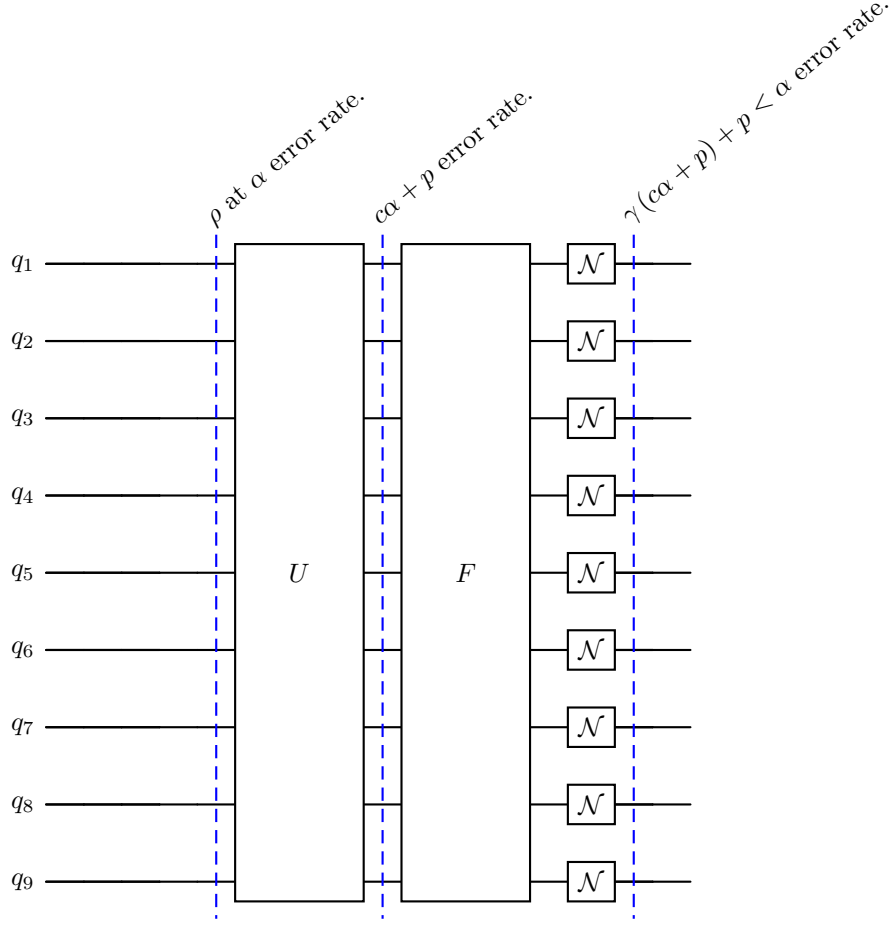 ρ at α error rate.
cα + p error rate.
γ (cα + p) + p < α error rate.
q₁ 𝒩
q₂ 𝒩
q₃ 𝒩
q₄ 𝒩
q₅ U F 𝒩
q₆ 𝒩
q₇ 𝒩
q₈ 𝒩
q₉ 𝒩